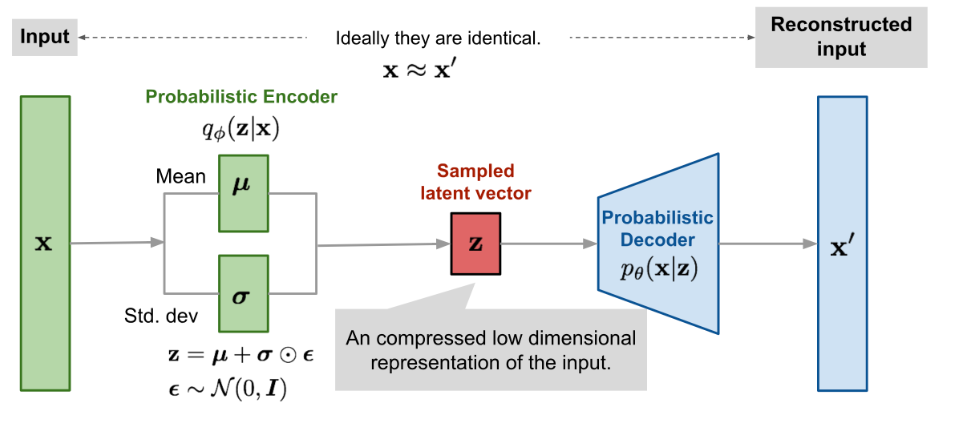 Input
Ideally they are identical.
x ≈ x′
Reconstructed
input
Probabilistic Encoder
qϕ(z|x)
Mean
μ
x
σ
Std. dev
z = μ + σ ⊙ ϵ
ϵ ∼ 𝒩(0, I)
Sampled
latent vector
z
An compressed low dimensional
representation of the input.
Probabilistic
Decoder
pθ(x|z)
x′